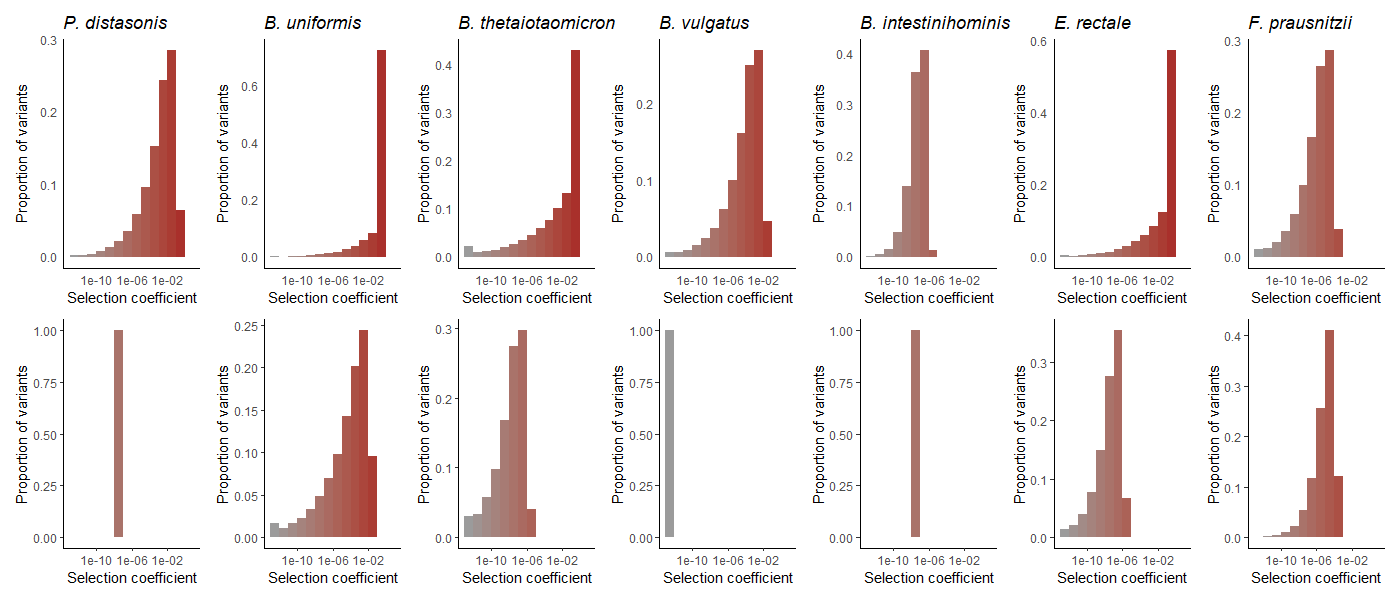 P. distasonis B. uniformis B. thetaiotaomicron B. vulgatus B. intestinihominis E. rectale F. prausnitzii
Proportion of variants
0.3
0.2
0.1
0.0
1e-10 1e-06 1e-02
Selection coefficient
Proportion of variants
0.6
0.4
0.2
0.0
1e-10 1e-06 1e-02
Selection coefficient
Proportion of variants
0.4
0.3
0.2
0.1
0.0
1e-10 1e-06 1e-02
Selection coefficient
Proportion of variants
0.2
0.1
0.0
1e-10 1e-06 1e-02
Selection coefficient
Proportion of variants
0.4
0.3
0.2
0.1
0.0
1e-10 1e-06 1e-02
Selection coefficient
Proportion of variants
0.6
0.4
0.2
0.0
1e-10 1e-06 1e-02
Selection coefficient
Proportion of variants
0.3
0.2
0.1
0.0
1e-10 1e-06 1e-02
Selection coefficient
Proportion of variants
1.00
0.75
0.50
0.25
0.00
1e-10 1e-06 1e-02
Selection coefficient
Proportion of variants
0.25
0.20
0.15
0.10
0.05
0.00
1e-10 1e-06 1e-02
Selection coefficient
Proportion of variants
0.3
0.2
0.1
0.0
1e-10 1e-06 1e-02
Selection coefficient
Proportion of variants
1.00
0.75
0.50
0.25
0.00
1e-10 1e-06 1e-02
Selection coefficient
Proportion of variants
1.00
0.75
0.50
0.25
0.00
1e-10 1e-06 1e-02
Selection coefficient
Proportion of variants
0.3
0.2
0.1
0.0
1e-10 1e-06 1e-02
Selection coefficient
Proportion of variants
0.4
0.3
0.2
0.1
0.0
1e-10 1e-06 1e-02
Selection coefficient